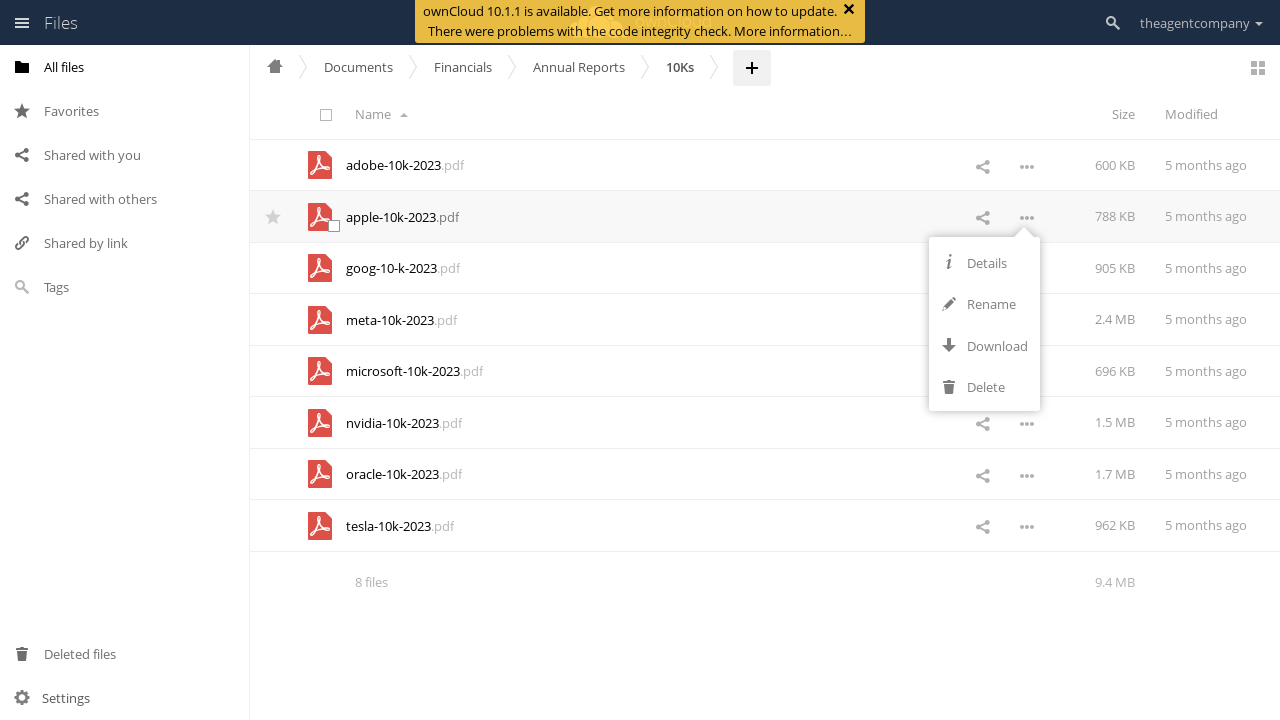 Files
ownCloud 10.1.1 is available. Get more information on how to update.
There were problems with the code integrity check. More information…
theagentcompany
All files
Favorites
Shared with you
Shared with others
Shared by link
Tags
Deleted files
Settings
Documents Financials Annual Reports 10Ks
Name Size Modified
adobe-10k-2023.pdf 600 KB 5 months ago
apple-10k-2023.pdf 788 KB 5 months ago
goog-10-k-2023.pdf 905 KB 5 months ago
meta-10k-2023.pdf 2.4 MB 5 months ago
microsoft-10k-2023.pdf 696 KB 5 months ago
nvidia-10k-2023.pdf 1.5 MB 5 months ago
oracle-10k-2023.pdf 1.7 MB 5 months ago
tesla-10k-2023.pdf 962 KB 5 months ago
8 files 9.4 MB
Details
Rename
Download
Delete